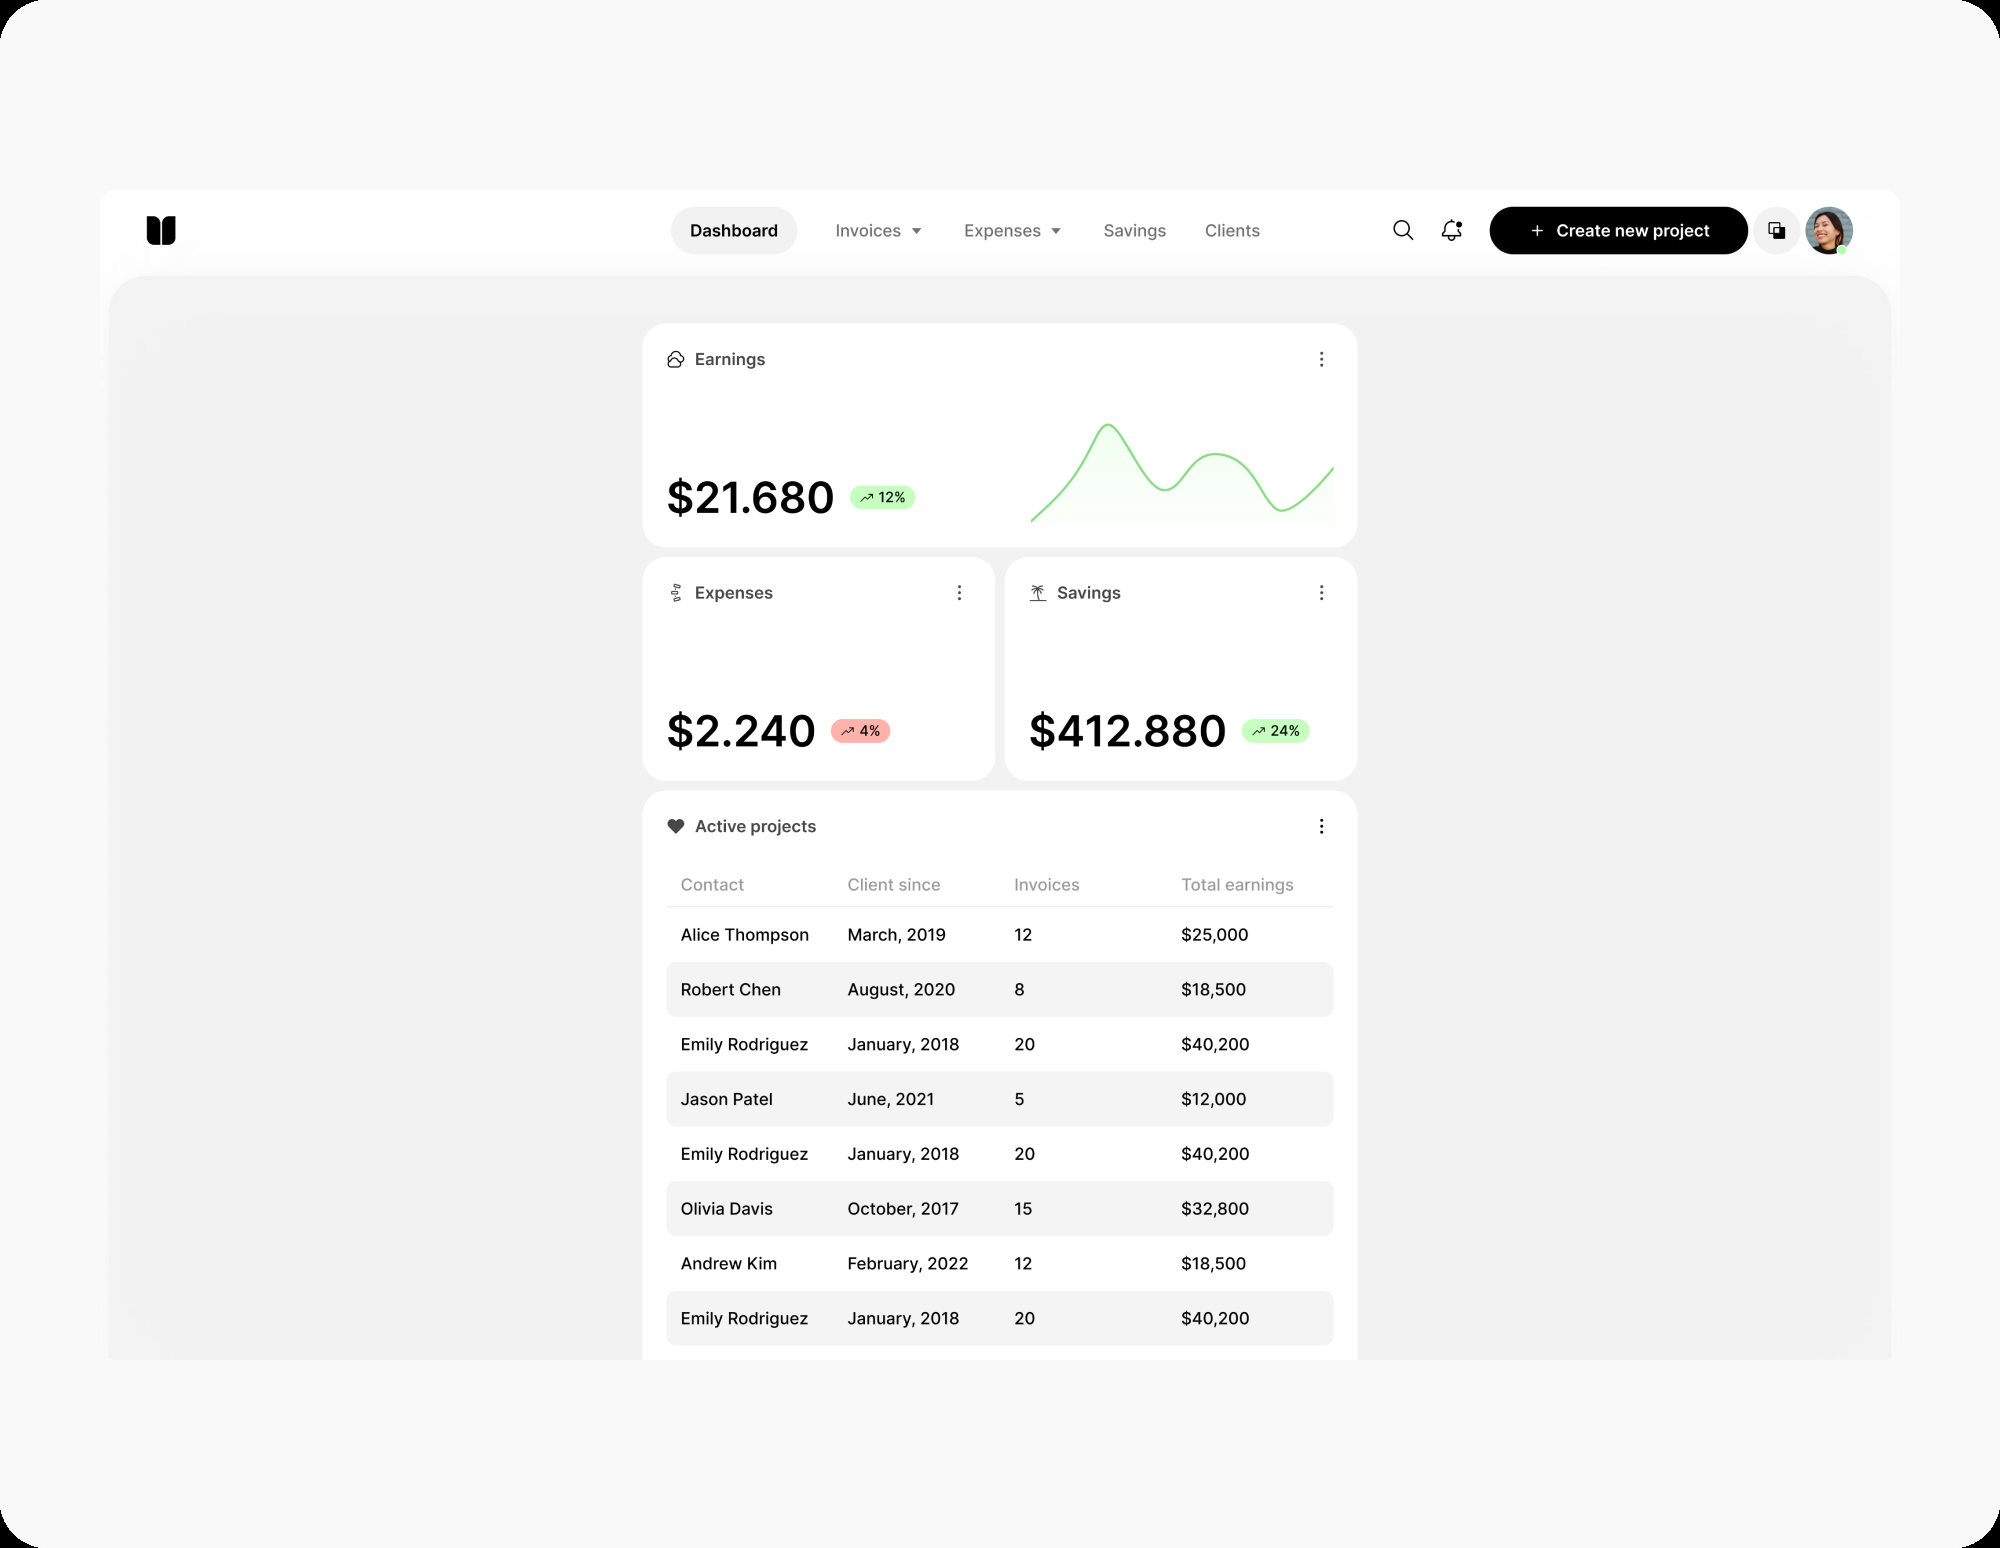 Dashboard Invoices Expenses Savings Clients + Create new project
Earnings
$21.680 12%
Expenses
$2.240 4%
Savings
$412.880 24%
Active projects
Contact Client since Invoices Total earnings
Alice Thompson March, 2019 12 $25,000
Robert Chen August, 2020 8 $18,500
Emily Rodriguez January, 2018 20 $40,200
Jason Patel June, 2021 5 $12,000
Emily Rodriguez January, 2018 20 $40,200
Olivia Davis October, 2017 15 $32,800
Andrew Kim February, 2022 12 $18,500
Emily Rodriguez January, 2018 20 $40,200